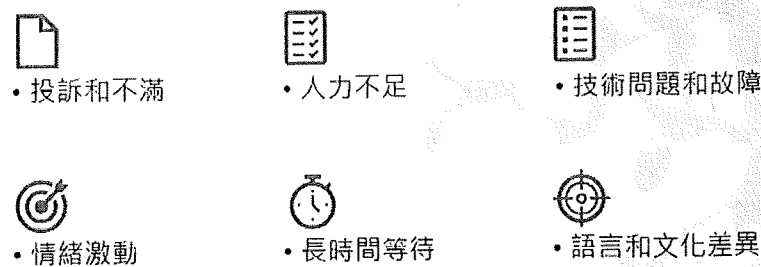 • 投訴和不滿
• 人力不足
• 技術問題和故障
• 情緒激動
• 長時間等待
• 語言和文化差異